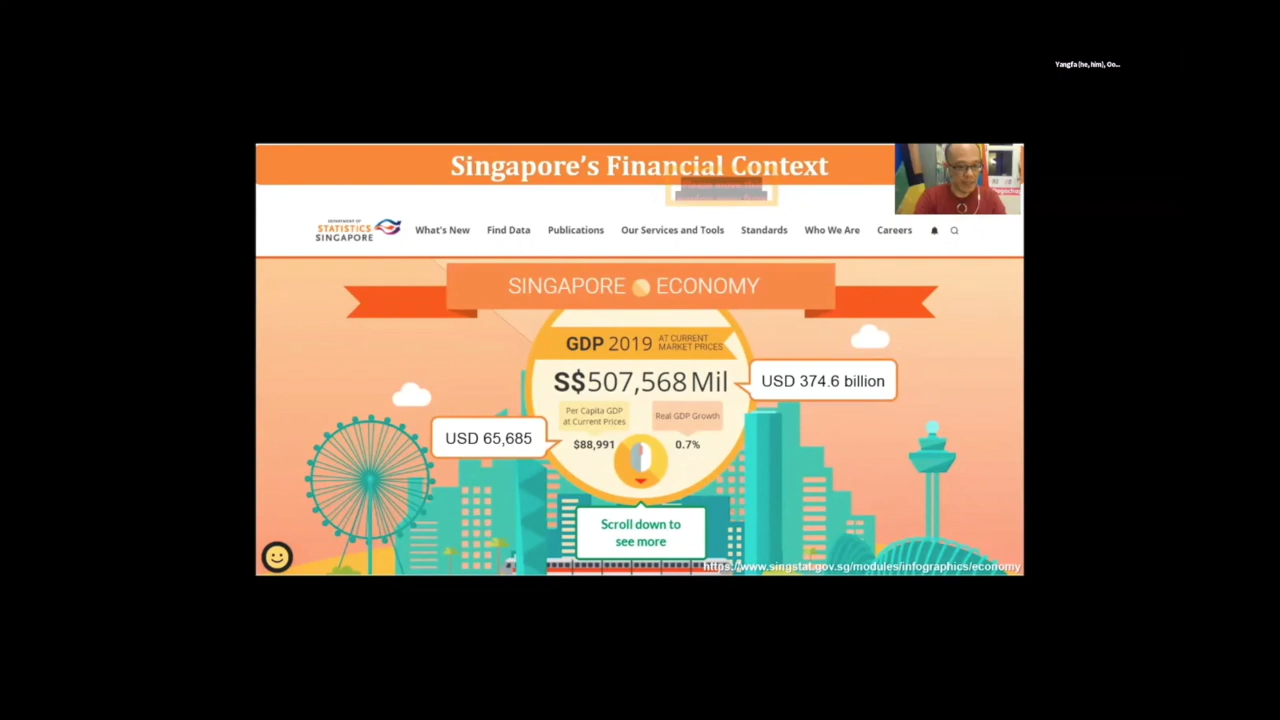 Yangfa (he, him), Oo...
Singapore's Financial Context
DEPARTMENT OF
STATISTICS
SINGAPORE
What's New
Find Data
Publications
Our Services and Tools
Standards
Who We Are
Careers
SINGAPORE ECONOMY
GDP 2019 AT CURRENT
MARKET PRICES
S$507,568 Mil
USD 374.6 billion
Per Capita GDP
at Current Prices
Real GDP Growth
USD 65,685
$88,991
0.7%
Scroll down to
see more
https://www.singstat.gov.sg/modules/infographics/economy